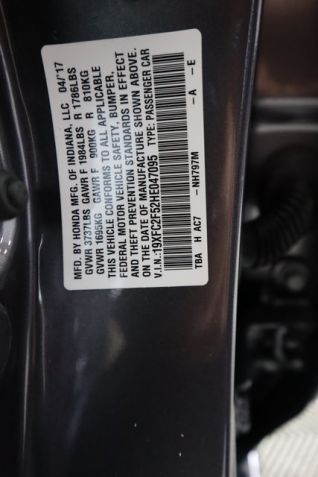 MFD. BY HONDA MFG. OF INDIANA, LLC 04/17
GVWR 3737LBS GAWR F 1984LBS R 1786LBS
GVWR 1695KG GAWR F 900KG R 810KG
THIS VEHICLE CONFORMS TO ALL APPLICABLE
FEDERAL MOTOR VEHICLE SAFETY, BUMPER,
AND THEFT PREVENTION STANDARDS IN EFFECT
ON THE DATE OF MANUFACTURE SHOWN ABOVE.
V.I.N.:19XFC2F52HE047095 TYPE: PASSENGER CAR
TBA H AC7 -NH797M -A -E